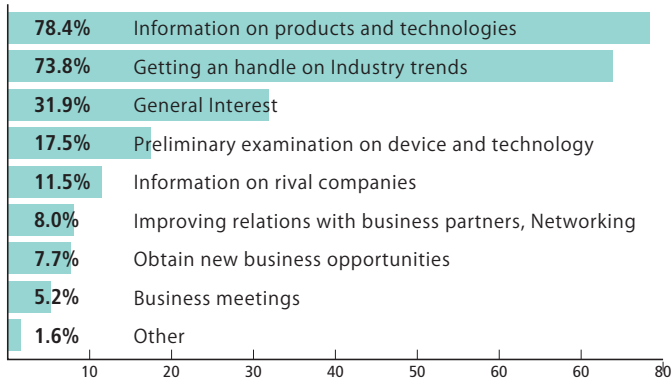 78.4% Information on products and technologies
73.8% Getting an handle on Industry trends
31.9% General Interest
17.5% Preliminary examination on device and technology
11.5% Information on rival companies
8.0% Improving relations with business partners, Networking
7.7% Obtain new business opportunities
5.2% Business meetings
1.6% Other
10 20 30 40 50 60 60 80